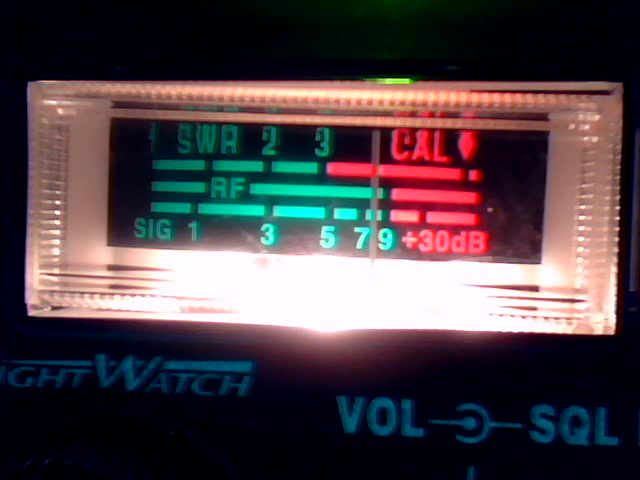 1 SWR 2 3 CAL
RF
SIG 1 3 5 7 9 +30dB
IGHTWATCH
VOL SQL